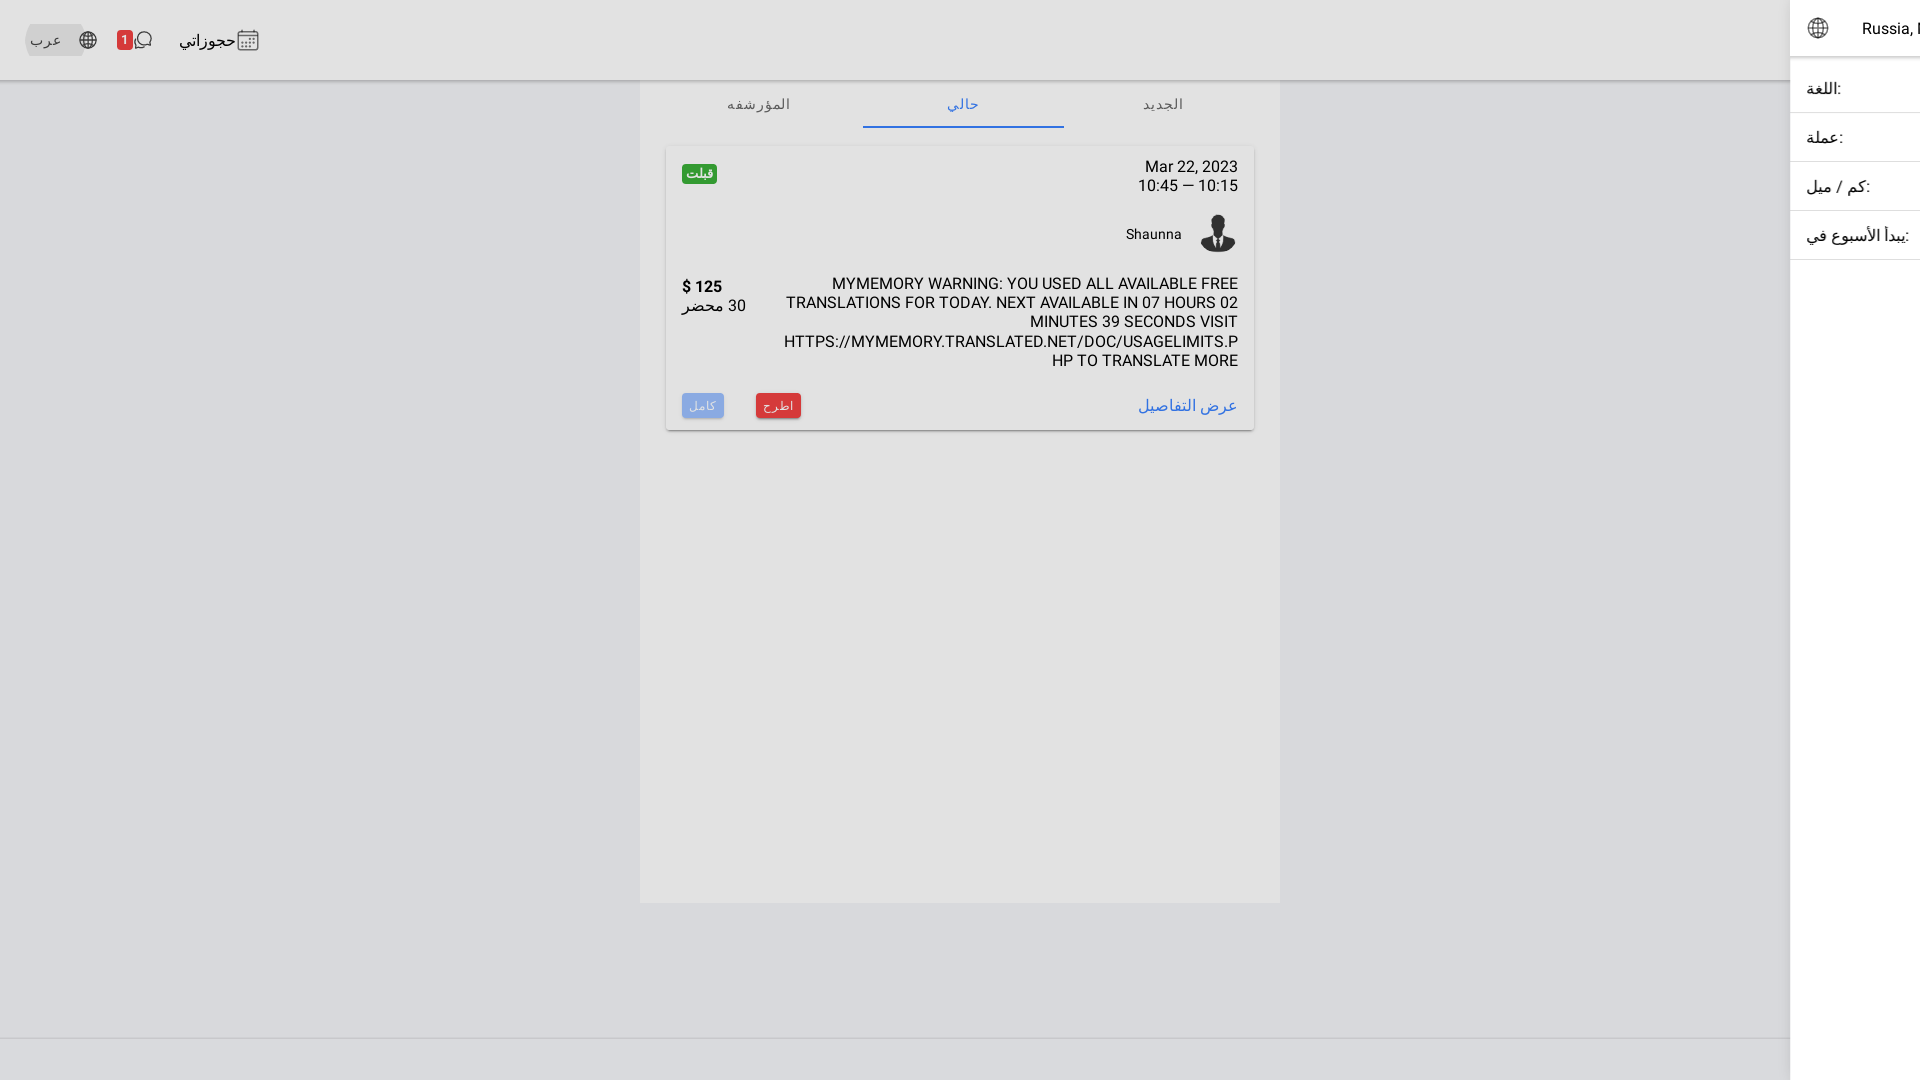 حجوزاتي
1
عرب
Russia,
اللغة:
عملة:
كم / ميل:
يبدأ الأسبوع في:
الجديد
حالي
المؤرشفه
Mar 22, 2023
10:45 — 10:15
قبلت
Shaunna
MYMEMORY WARNING: YOU USED ALL AVAILABLE FREE
TRANSLATIONS FOR TODAY. NEXT AVAILABLE IN 07 HOURS 02
MINUTES 39 SECONDS VISIT
HTTPS://MYMEMORY.TRANSLATED.NET/DOC/USAGELIMITS.P
HP TO TRANSLATE MORE
$ 125
30 محضر
عرض التفاصيل
اطرح
كامل